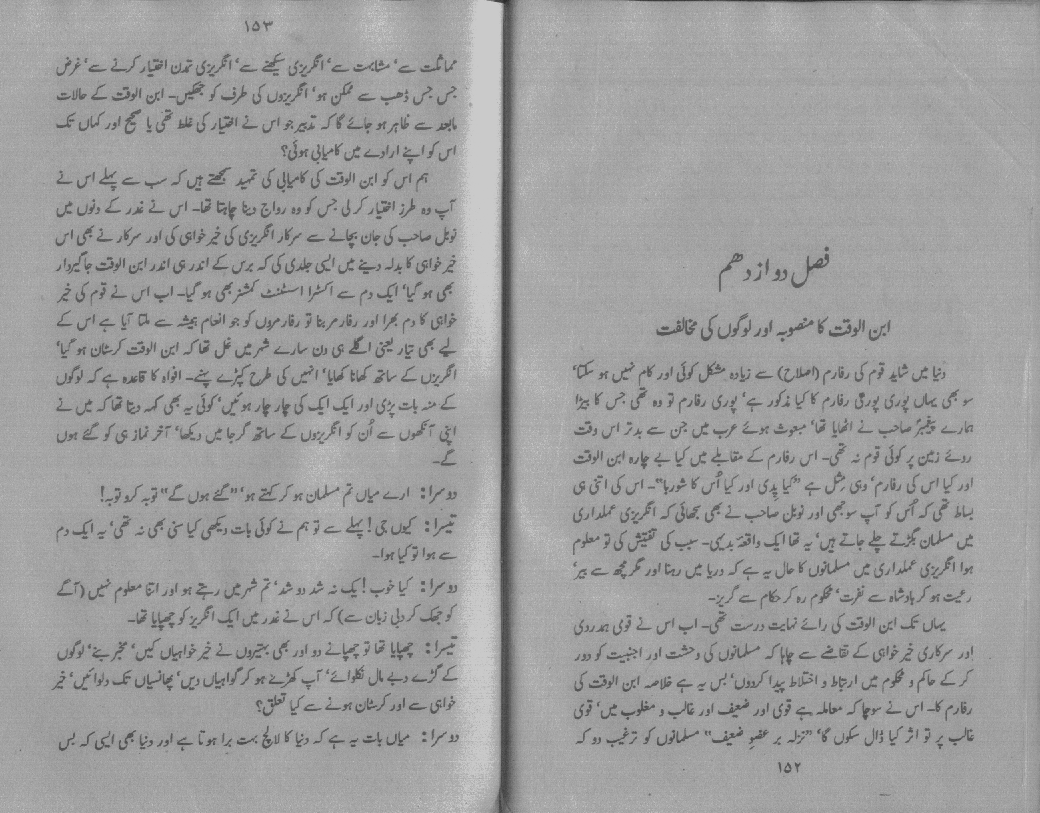 فصل دوازدهم
ابن الوقت کا منصوبہ اور لوگوں کی مخالفت
دنیا میں شاید قوم کی رفارم (اصلاح) سے زیادہ مشکل کوئی اور کام نہیں ہو سکتا‘
سو بھی یہاں پوری پوری رفارم کا کیا مذکور ہے‘ پوری رفارم تو وہ تھی جس کا بیڑا
ہمارے پیغمبرؐ صاحب نے اٹھایا تھا‘ مبعوث ہوئے عرب میں جن سے بدتر اس وقت
روئے زمین پر کوئی قوم نہ تھی۔ اس رفارم کے مقابلے میں کیا بے چارہ ابن الوقت
اور کیا اس کی رفارم‘ وہی مثل ہے ”کیا پدی اور کیا اُس کا شوربا“۔ اس کی اتنی ہی
بساط تھی کہ اُس کو آپ سوجھی اور نوبل صاحب نے بھی سجھائی کہ انگریزی عملداری
میں مسلمان بگڑتے چلے جاتے ہیں‘ یہ تھا ایک واقعۂ بدیہی۔ سبب کی تفتیش کی تو معلوم
ہوا انگریزی عملداری میں مسلمانوں کا حال یہ ہے کہ دریا میں رہنا اور مگرمچھ سے بیر‘
رعیت ہو کر بادشاہ سے نفرت‘ محکوم رہ کر حکام سے گریز۔
یہاں تک ابن الوقت کی رائے نہایت درست تھی۔ اب اس نے قومی ہمدردی
اور سرکاری خیر خواہی کے تقاضے سے چاہا کہ مسلمانوں کی وحشت اور اجنبیت کو دور
کر کے حاکم و محکوم میں ارتباط و اختلاط پیدا کردوں‘ بس یہ ہے خلاصہ ابن الوقت کی
رفارم کا۔ اس نے سوچا کہ معاملہ ہے قوی اور ضعیف اور غالب و مغلوب میں‘ قوی
غالب پر تو اثر کیا ڈال سکوں گا‘ ”نزلہ بر عضوِ ضعیف“ مسلمانوں کو ترغیب دو کہ
۱۵۲
۱۵۳
مماثلت سے‘ مشابہت سے‘ انگریزی سیکھنے سے‘ انگریزی تمدن اختیار کرنے سے‘ غرض
جس جس ڈھب سے ممکن ہو‘ انگریزوں کی طرف کو جھکیں۔ ابن الوقت کے حالات
مابعد سے ظاہر ہو جائے گا کہ تدبیر جو اس نے اختیار کی غلط تھی یا صحیح اور کہاں تک
اس کو اپنے ارادے میں کامیابی ہوئی؟
ہم اس کو ابن الوقت کی کامیابی کی تمہید سمجھتے ہیں کہ سب سے پہلے اس نے
آپ وہ طرز اختیار کر لی جس کو وہ رواج دینا چاہتا تھا۔ اس نے غدر کے دنوں میں
نوبل صاحب کی جان بچانے سے سرکار انگریزی کی خیر خواہی کی اور سرکار نے بھی اس
خیر خواہی کا بدلہ دینے میں ایسی جلدی کی کہ برس کے اندر ہی اندر ابن الوقت جاگیردار
بھی ہو گیا‘ ایک دم سے اکسٹرا اسسٹنٹ کمشنر بھی ہو گیا۔ اب اس نے قوم کی خیر
خواہی کا دم بھرا اور رفارمر بنا تو رفارمروں کو جو انعام ہمیشہ سے ملتا آیا ہے اس کے
لیے بھی تیار یعنی اگلے ہی دن سارے شہر میں غل تھا کہ ابن الوقت کرسٹان ہو گیا‘
انگریزوں کے ساتھ کھانا کھایا‘ انہیں کی طرح کپڑے پہنے۔ افواہ کا قاعدہ ہے کہ لوگوں
کے منہ بات پڑی اور ایک ایک کی چار چار ہوئیں‘ کوئی یہ بھی کہہ دیتا تھا کہ میں نے
اپنی آنکھوں سے اُن کو انگریزوں کے ساتھ گرجا میں دیکھا‘ آخر نماز ہی کو گئے ہوں
گے۔
دوسرا: ارے میاں تم مسلمان ہو کر کہتے ہو‘ ”گئے ہوں گے“ توبہ کرو توبہ!
تیسرا: کیوں جی! پہلے سے تو ہم نے کوئی بات دیکھی کیا سنی بھی نہ تھی‘ یہ ایک دم
سے ہوا تو کیا ہوا۔
دوسرا: کیا خوب! یک نہ شد دو شد‘ تم شہر میں رہتے ہو اور اتنا معلوم نہیں (آگے
کو جھک کر دبی زبان سے) کہ اس نے غدر میں ایک انگریز کو چھپایا تھا۔
تیسرا: چھپایا تھا تو چھپانے دو اور بھی بہتیروں نے خیر خواہیاں کیں‘ مخبر بنے‘ لوگوں
کے گڑے دبے مال نکلوائے‘ آپ کھڑے ہو کر گواہیاں دیں‘ پھانسیاں تک دلوائیں‘ خیر
خواہی سے اور کرسٹان ہونے سے کیا تعلق؟
دوسرا: میاں بات یہ ہے کہ دنیا کا لالچ بہت برا ہوتا ہے اور دنیا بھی ایسی کہ بس